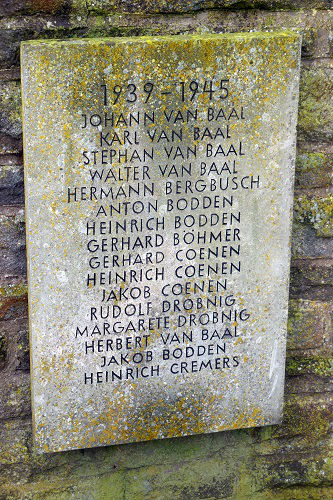 1939-1945
JOHANN VAN BAAL
KARL VAN BAAL
STEPHAN VAN BAAL
WALTER VAN BAAL
HERMANN BERGBUSCH
ANTON BODDEN
HEINRICH BODDEN
GERHARD BÖHMER
GERHARD COENEN
HEINRICH COENEN
JAKOB COENEN
RUDOLF DROBNIG
MARGARETE DROBNIG
HERBERT VAN BAAL
JAKOB BODDEN
HEINRICH CREMERS